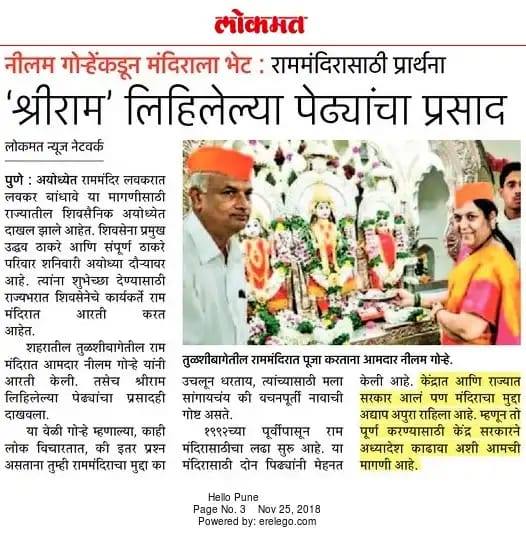 लोकमत
नीलम गोऱ्हेंकडून मंदिराला भेट : राममंदिरासाठी प्रार्थना
‘श्रीराम’ लिहिलेल्या पेढ्यांचा प्रसाद
लोकमत न्यूज नेटवर्क
पुणे : अयोध्येत राममंदिर लवकरात
लवकर बांधावे या मागणीसाठी
राज्यातील शिवसैनिक अयोध्येत
दाखल झाले आहेत. शिवसेना प्रमुख
उद्धव ठाकरे आणि संपूर्ण ठाकरे
परिवार शनिवारी अयोध्या दौऱ्यावर
आहे. त्यांना शुभेच्छा देण्यासाठी
राज्यभरात शिवसेनेचे कार्यकर्ते राम
मंदिरात आरती करत
आहेत.
शहरातील तुळशीबागेतील राम
मंदिरात आमदार नीलम गोऱ्हे यांनी
आरती केली. तसेच श्रीराम
लिहिलेल्या पेढ्यांचा प्रसादही
दाखवला.
या वेळी गोऱ्हे म्हणाल्या, काही
लोक विचारतात, की इतर प्रश्न
असताना तुम्ही राममंदिराचा मुद्दा का
तुळशीबागेतील राममंदिरात पूजा करताना आमदार नीलम गोऱ्हे.
उचलून धरताय, त्यांच्यासाठी मला
सांगायचंय की वचनपूर्ती नावाची
गोष्ट असते.
१९९२च्या पूर्वीपासून राम
मंदिरासाठीचा लढा सुरू आहे. या
मंदिरासाठी दोन पिढ्यांनी मेहनत
केली आहे. केंद्रात आणि राज्यात
सरकार आलं पण मंदिराचा मुद्दा
अद्याप अपुरा राहिला आहे. म्हणून तो
पूर्ण करण्यासाठी केंद्र सरकारने
अध्यादेश काढावा अशी आमची
मागणी आहे.
Hello Pune
Page No. 3 Nov 25, 2018
Powered by: erelego.com